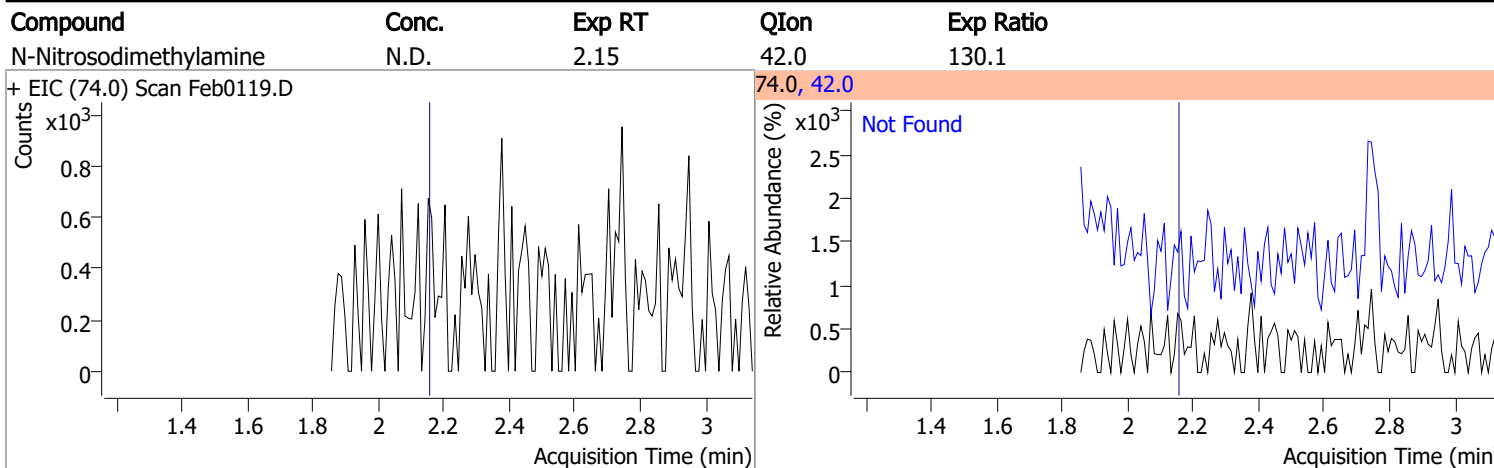 Compound Conc. Exp RT QIon Exp Ratio
N-Nitrosodimethylamine N.D. 2.15 42.0 130.1
+ EIC (74.0) Scan Feb0119.D
Counts
x10³
0.8
0.6
0.4
0.2
0
1.4 1.6 1.8 2 2.2 2.4 2.6 2.8 3
Acquisition Time (min)
74.0, 42.0
Relative Abundance (%)
x10³
Not Found
2.5
2
1.5
1
0.5
0
1.4 1.6 1.8 2 2.2 2.4 2.6 2.8 3
Acquisition Time (min